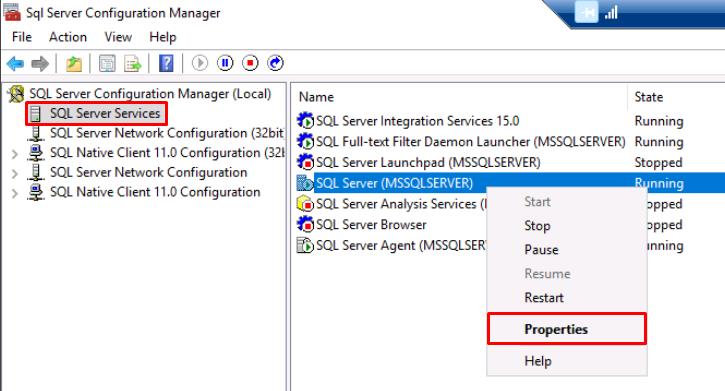 Sql Server Configuration Manager
File Action View Help
SQL Server Configuration Manager (Local)
SQL Server Services
SQL Server Network Configuration (32bit
SQL Native Client 11.0 Configuration (32
SQL Server Network Configuration
SQL Native Client 11.0 Configuration
Name State
SQL Server Integration Services 15.0 Running
SQL Full-text Filter Daemon Launcher (MSSQLSERVER) Running
SQL Server Launchpad (MSSQLSERVER) Stopped
SQL Server (MSSQLSERVER) Running
SQL Server Analysis Services ( opped
SQL Server Browser opped
SQL Server Agent (MSSQLSER nning
Start
Stop
Pause
Resume
Restart
Properties
Help